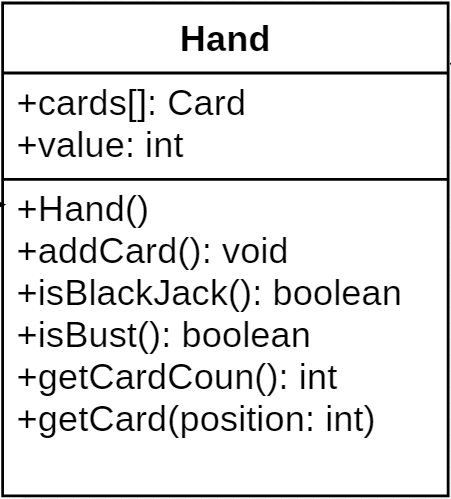 Hand
+cards[]: Card
+value: int
+Hand()
+addCard(): void
+isBlackJack(): boolean
+isBust(): boolean
+getCardCoun(): int
+getCard(position: int)